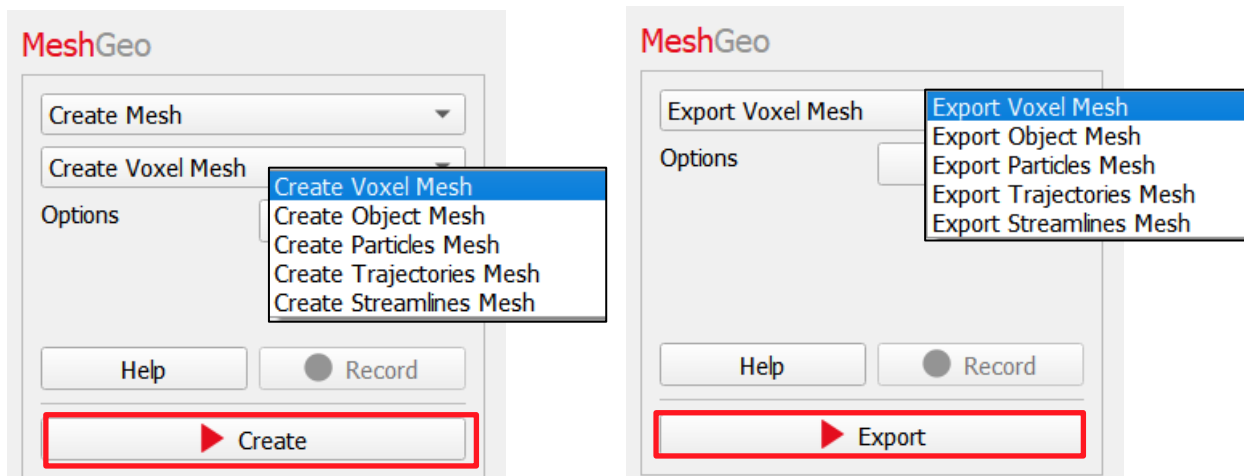 MeshGeo
Create Mesh
Create Voxel Mesh
Options
Create Voxel Mesh
Create Object Mesh
Create Particles Mesh
Create Trajectories Mesh
Create Streamlines Mesh
Help
Record
Create
MeshGeo
Export Voxel Mesh
Options
Export Voxel Mesh
Export Object Mesh
Export Particles Mesh
Export Trajectories Mesh
Export Streamlines Mesh
Help
Record
Export